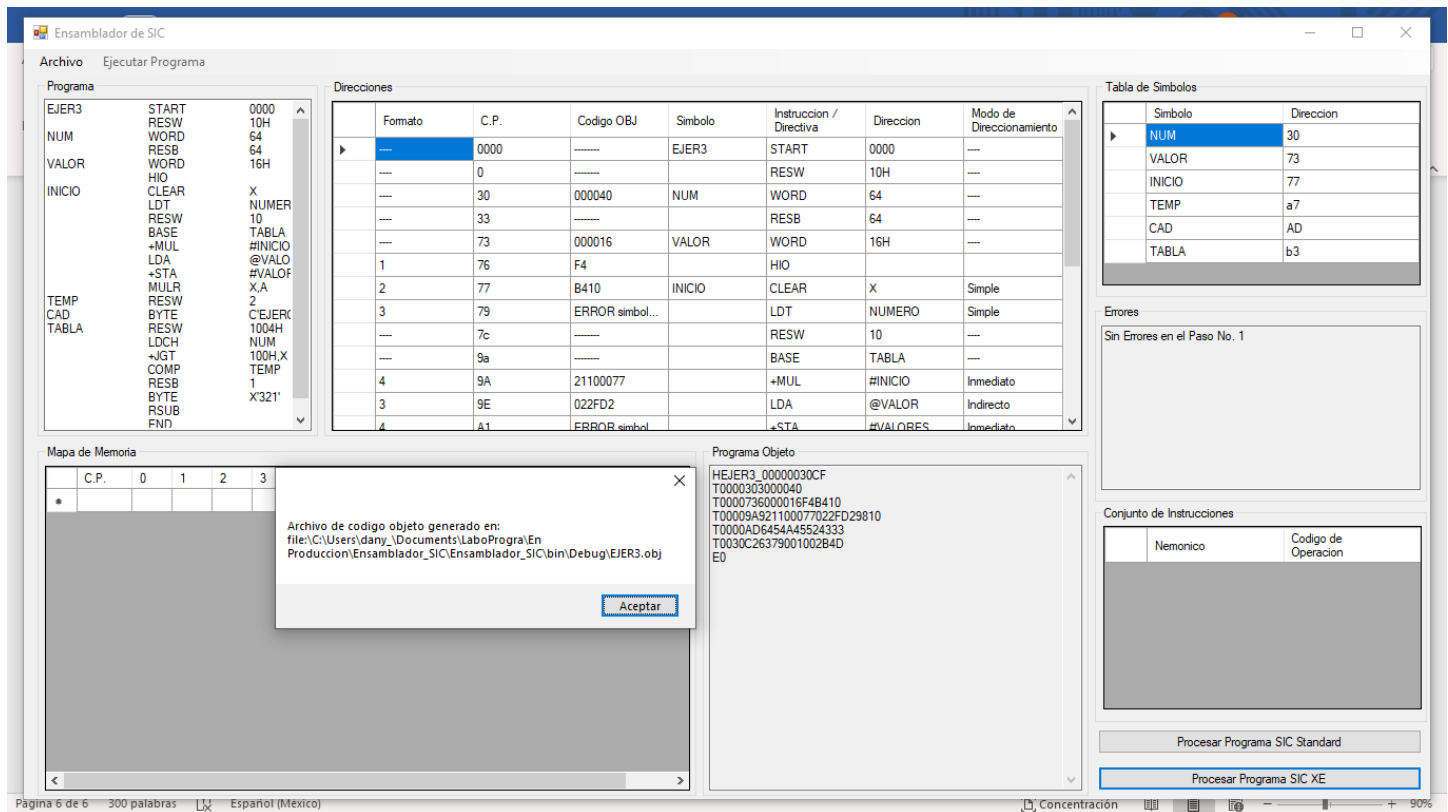 Ensamblador de SIC
Archivo Ejecutar Programa
Programa
EJER3 START 0000
RESW 10H
NUM WORD 64
RESB 64
VALOR WORD 16H
HIO
INICIO CLEAR X
LDT NUMER
RESW 10
BASE TABLA
+MUL #INICIO
LDA @VALO
+STA #VALOF
MULR X,A
TEMP RESW 2
CAD BYTE C'EJER(
TABLA RESW 1004H
LDCH NUM
+JGT 100H,X
COMP TEMP
RESB 1
BYTE X'321'
RSUB
END
Direcciones
Formato C.P. Codigo OBJ Simbolo Instruccion / Directiva Direccion Modo de Direccionamiento
---- 0000 -------- EJER3 START 0000 ----
---- 0 -------- RESW 10H ----
---- 30 000040 NUM WORD 64 ----
---- 33 -------- RESB 64 ----
---- 73 000016 VALOR WORD 16H ----
1 76 F4 HIO
2 77 B410 INICIO CLEAR X Simple
3 79 ERROR simbol... LDT NUMERO Simple
---- 7c -------- RESW 10 ----
---- 9a -------- BASE TABLA ----
4 9A 21100077 +MUL #INICIO Inmediato
3 9E 022FD2 LDA @VALOR Indirecto
4 A1 ERROR simbol +STA #VALORES Inmediato
Tabla de Simbolos
Simbolo Direccion
NUM 30
VALOR 73
INICIO 77
TEMP a7
CAD AD
TABLA b3
Errores
Sin Errores en el Paso No. 1
Mapa de Memoria
C.P. 0 1 2 3
*
Archivo de codigo objeto generado en:
file:\C:\Users\dany_\Documents\LaboProgra\En
Produccion\Ensamblador_SIC\Ensamblador_SIC\bin\Debug\EJER3.obj
Aceptar
Programa Objeto
HEJER3_00000030CF
T0000303000040
T0000736000016F4B410
T00009A921100077022FD29810
T0000AD6454A45524333
T0030C26379001002B4D
E0
Conjunto de Instrucciones
Nemonico Codigo de Operacion
Procesar Programa SIC Standard
Procesar Programa SIC XE
Página 6 de 6 300 palabras Español (México) Concentración 90%